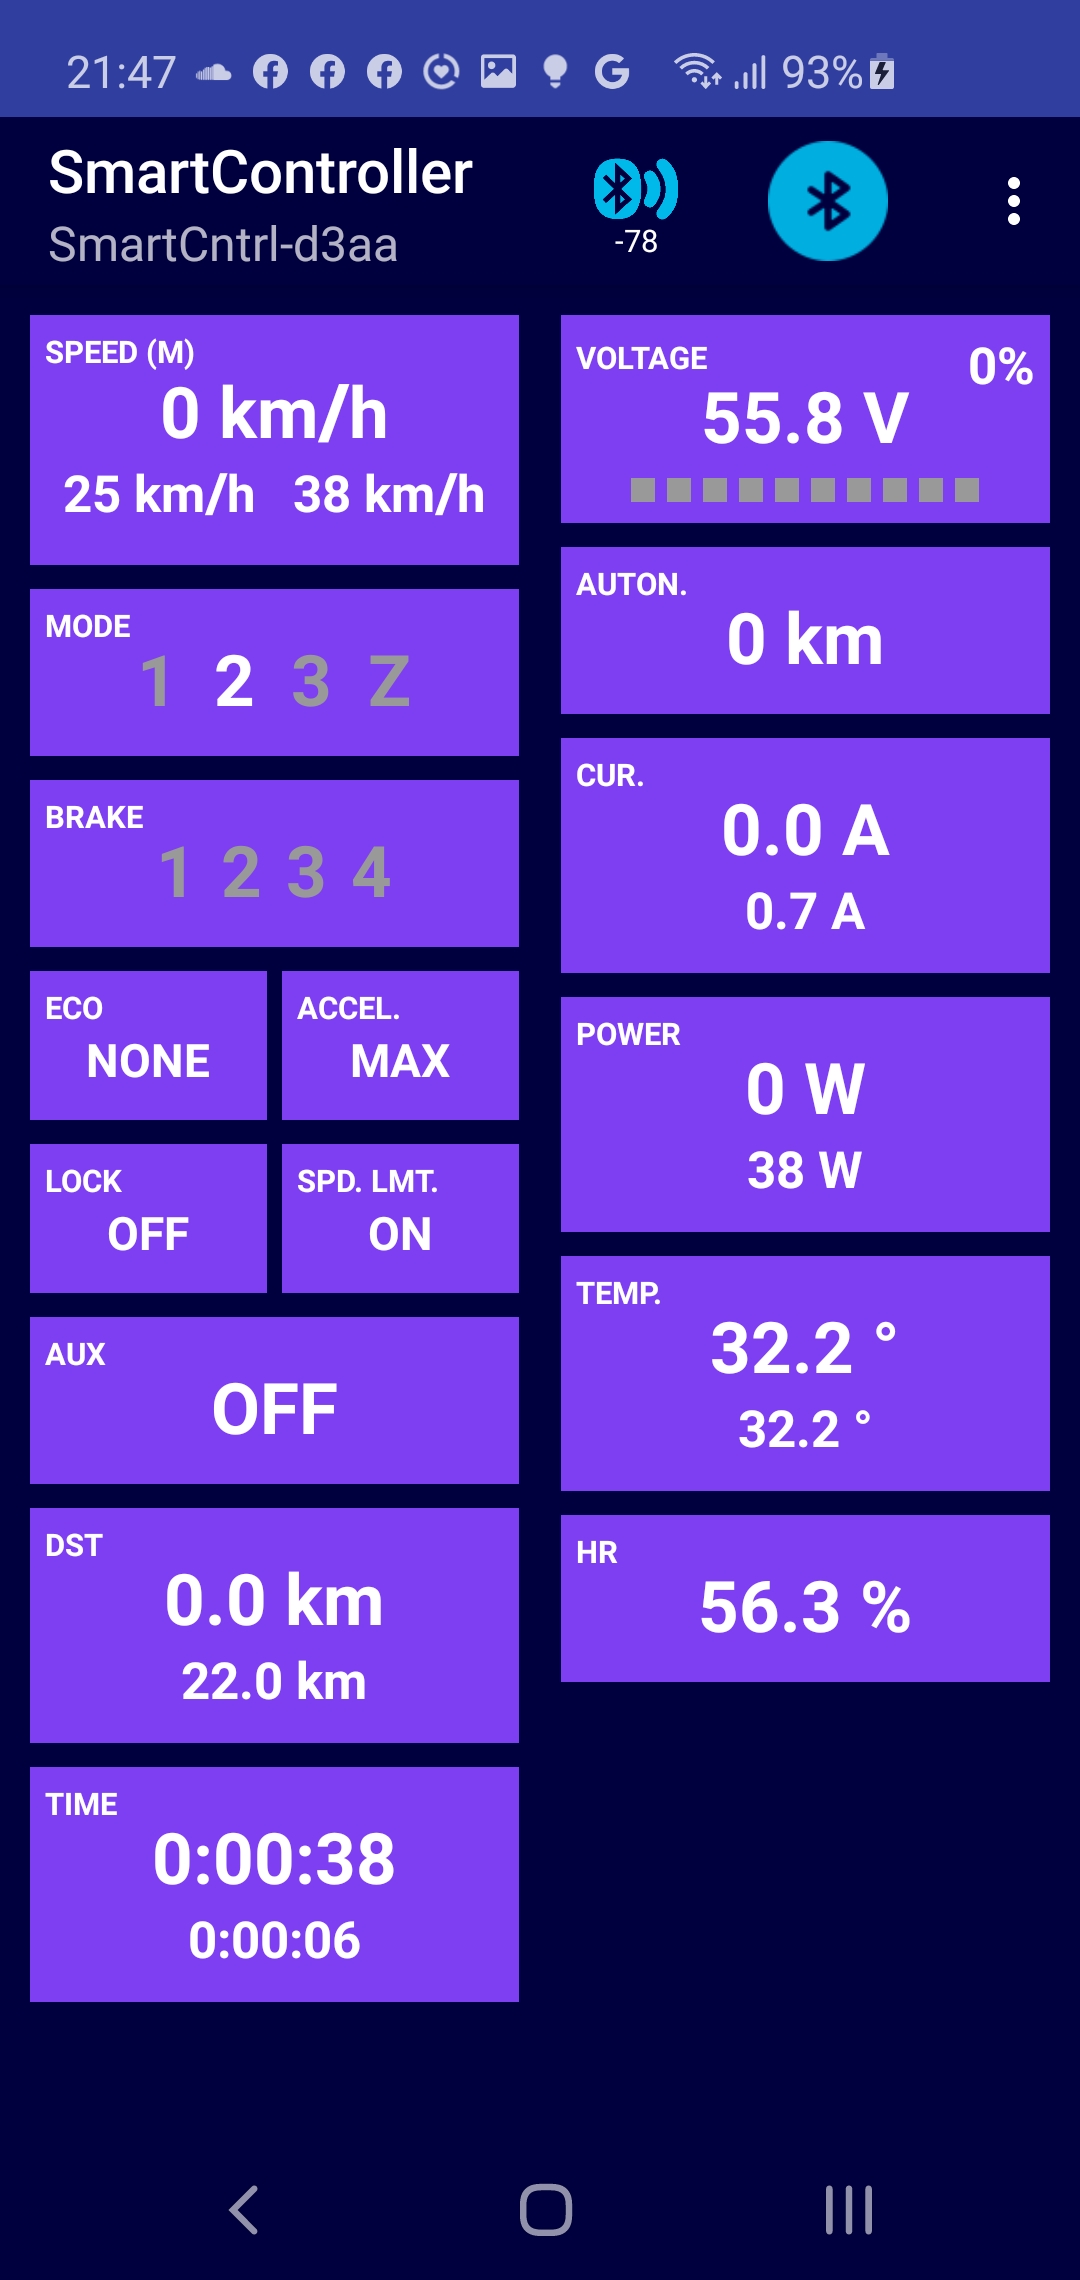 21:47 93%
SmartController
SmartCntrl-d3aa
-78
SPEED (M)
0 km/h
25 km/h 38 km/h
MODE
1 2 3 Z
BRAKE
1 2 3 4
ECO
NONE
ACCEL.
MAX
LOCK
OFF
SPD. LMT.
ON
AUX
OFF
DST
0.0 km
22.0 km
TIME
0:00:38
0:00:06
VOLTAGE
0%
55.8 V
AUTON.
0 km
CUR.
0.0 A
0.7 A
POWER
0 W
38 W
TEMP.
32.2 °
32.2 °
HR
56.3 %